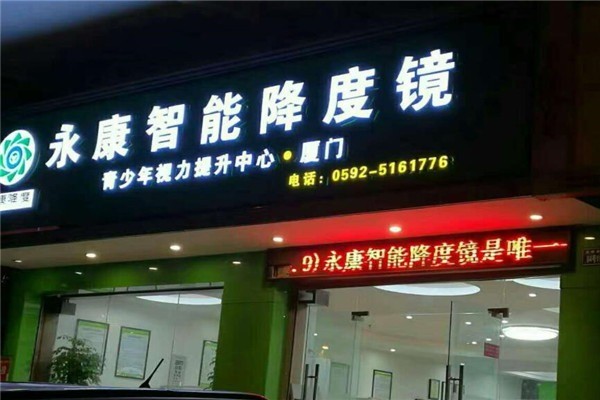 永康智能降度镜
青少年视力提升中心·厦门
电话：0592-5161776
.9)永康智能降度镜是唯一